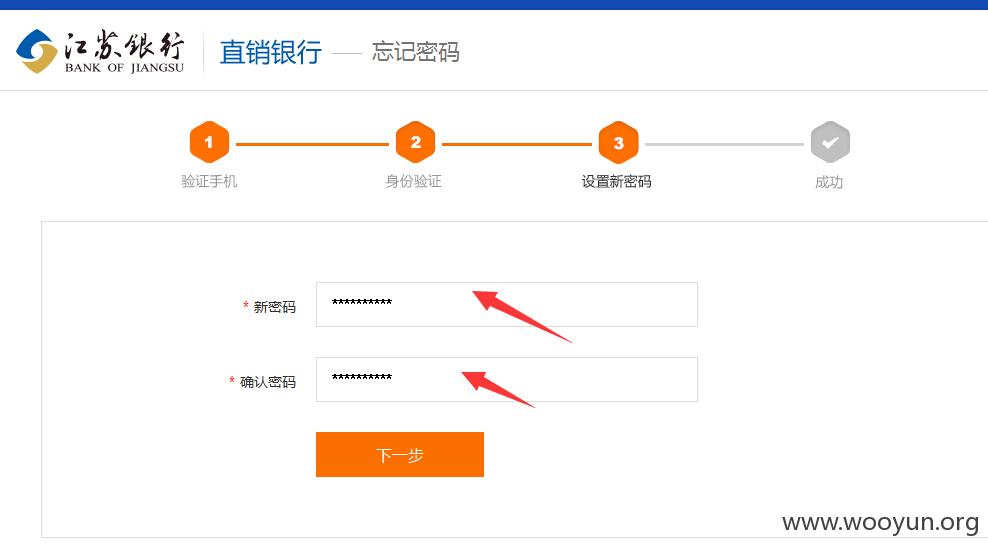 江苏银行 直销银行 — 忘记密码
BANK OF JIANGSU
1 2 3
验证手机 身份验证 设置新密码 成功
* 新密码 **********
* 确认密码 **********
下一步
www.wooyun.org